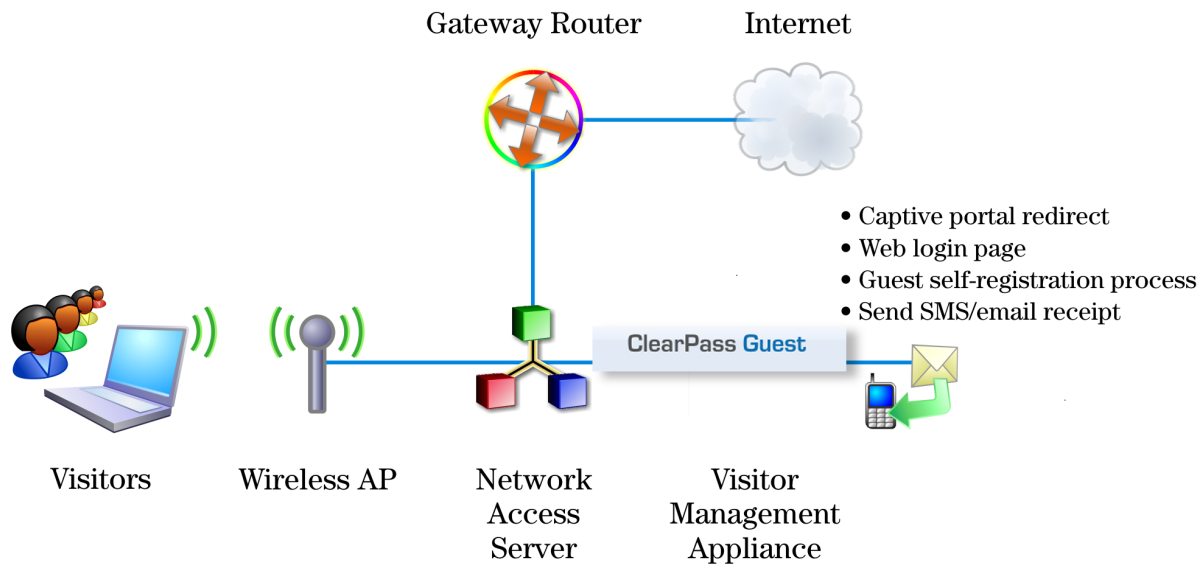 Gateway Router
Internet
• Captive portal redirect
• Web login page
• Guest self-registration process
• Send SMS/email receipt
ClearPass Guest
Visitors
Wireless AP
Network
Access
Server
Visitor
Management
Appliance